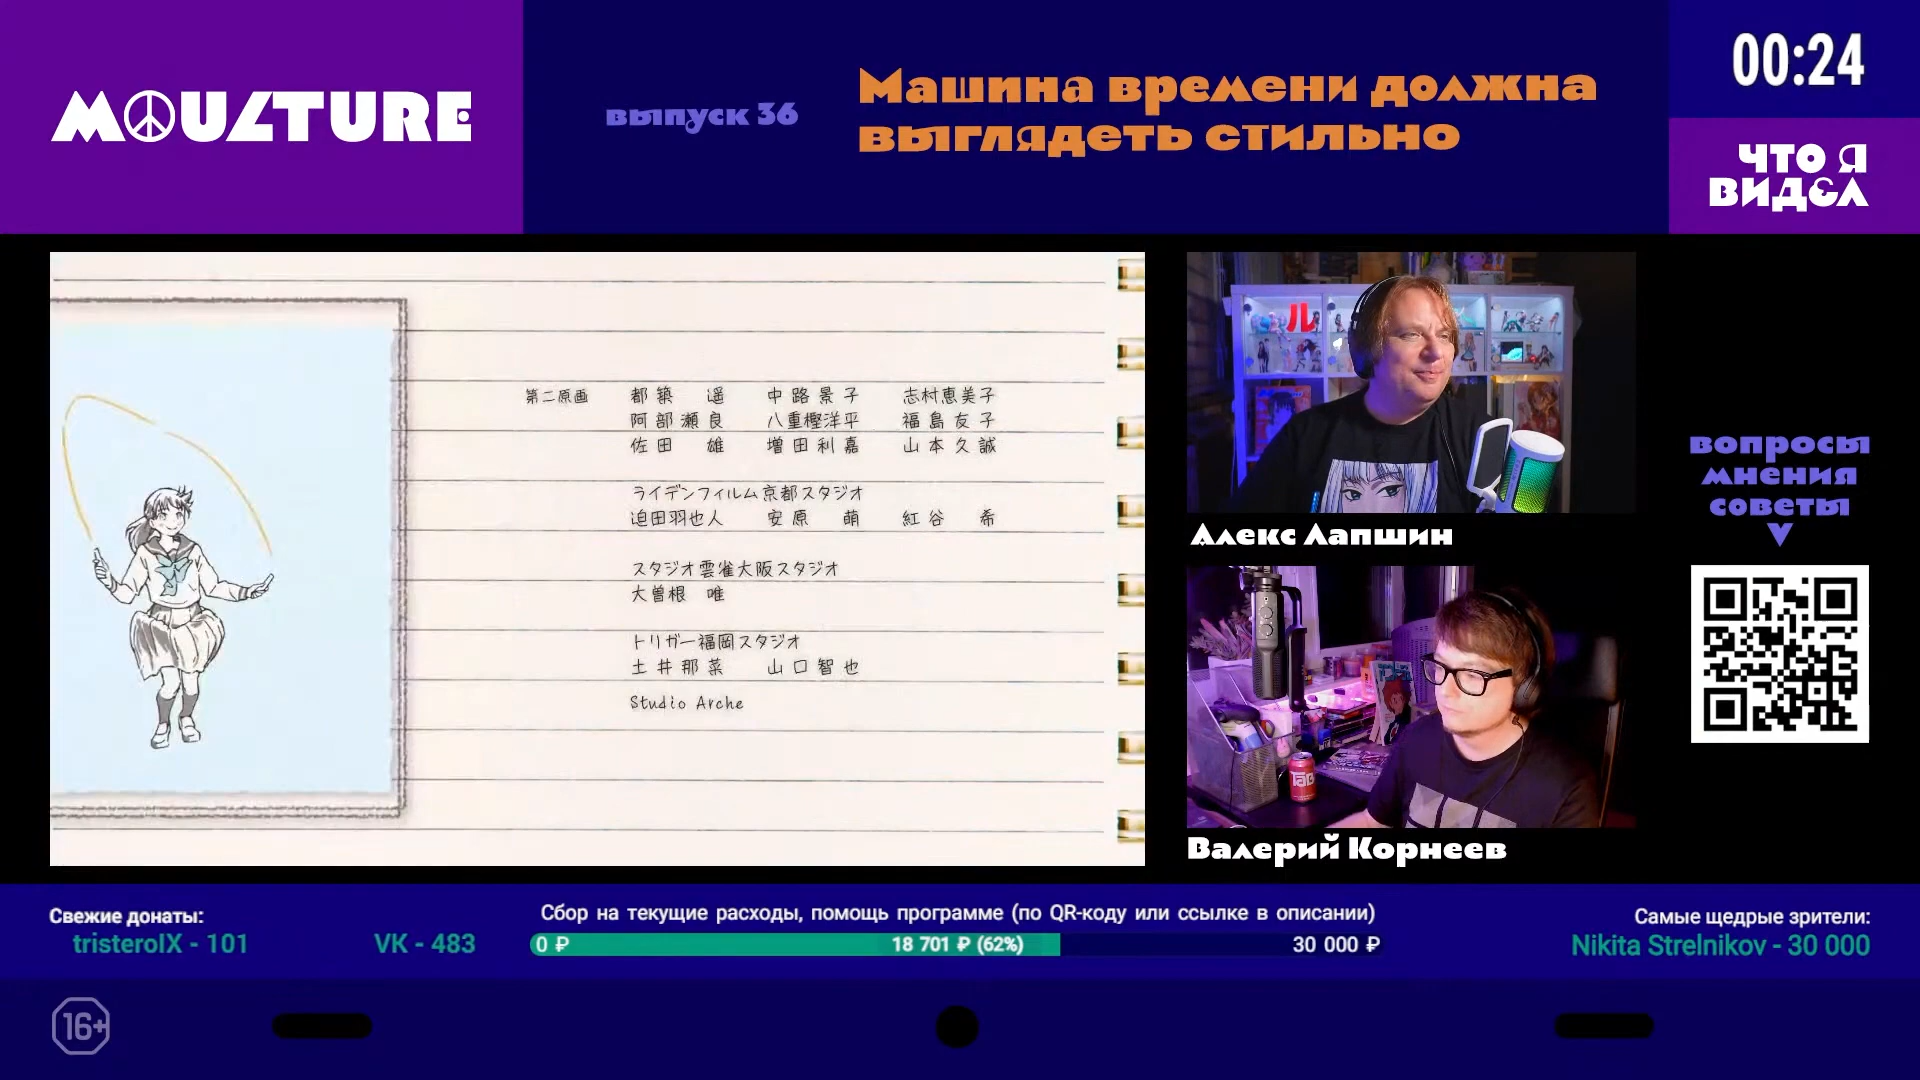 MOULTURE
выпуск 36
Машина времени должна
выглядеть стильно
00:24
ЧТО Я
ВИДЕЛ
第二原画 都築 遥 中路景子 志村恵美子
阿部瀬良 八重樫洋平 福島友子
佐田 雄 増田利嘉 山本久誠
ライデンフィルム京都スタジオ
迫田羽也人 安原 萌 紅谷 希
スタジオ雲雀大阪スタジオ
大曽根 唯
トリガー福岡スタジオ
土井那菜 山口智也
Studio Arche
ル
Алекс Лапшин
TaB
Валерий Корнеев
вопросы
мнения
советы
Свежие донаты:
tristeroIX - 101 VK - 483
Сбор на текущие расходы, помощь программе (по QR-коду или ссылке в описании)
0 ₽ 18 701 ₽ (62%) 30 000 ₽
Самые щедрые зрители:
Nikita Strelnikov - 30 000
16+